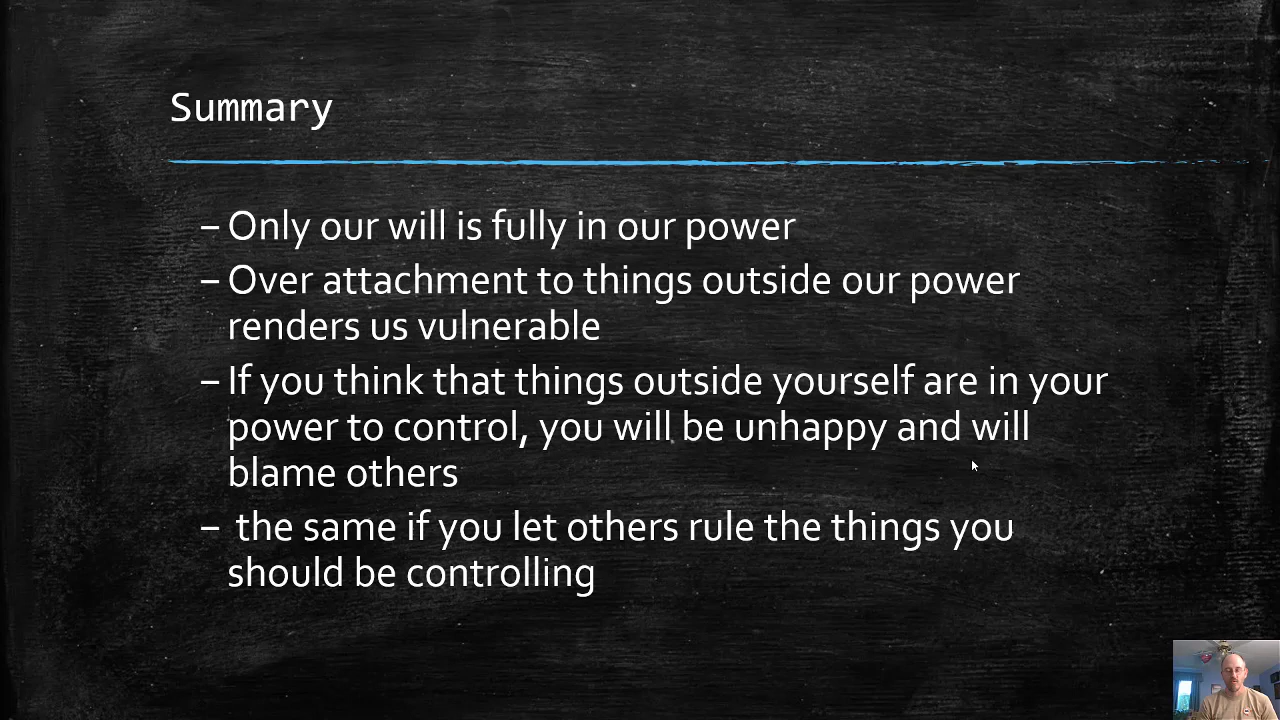 Summary
– Only our will is fully in our power
– Over attachment to things outside our power
renders us vulnerable
– If you think that things outside yourself are in your
power to control, you will be unhappy and will
blame others
– the same if you let others rule the things you
should be controlling